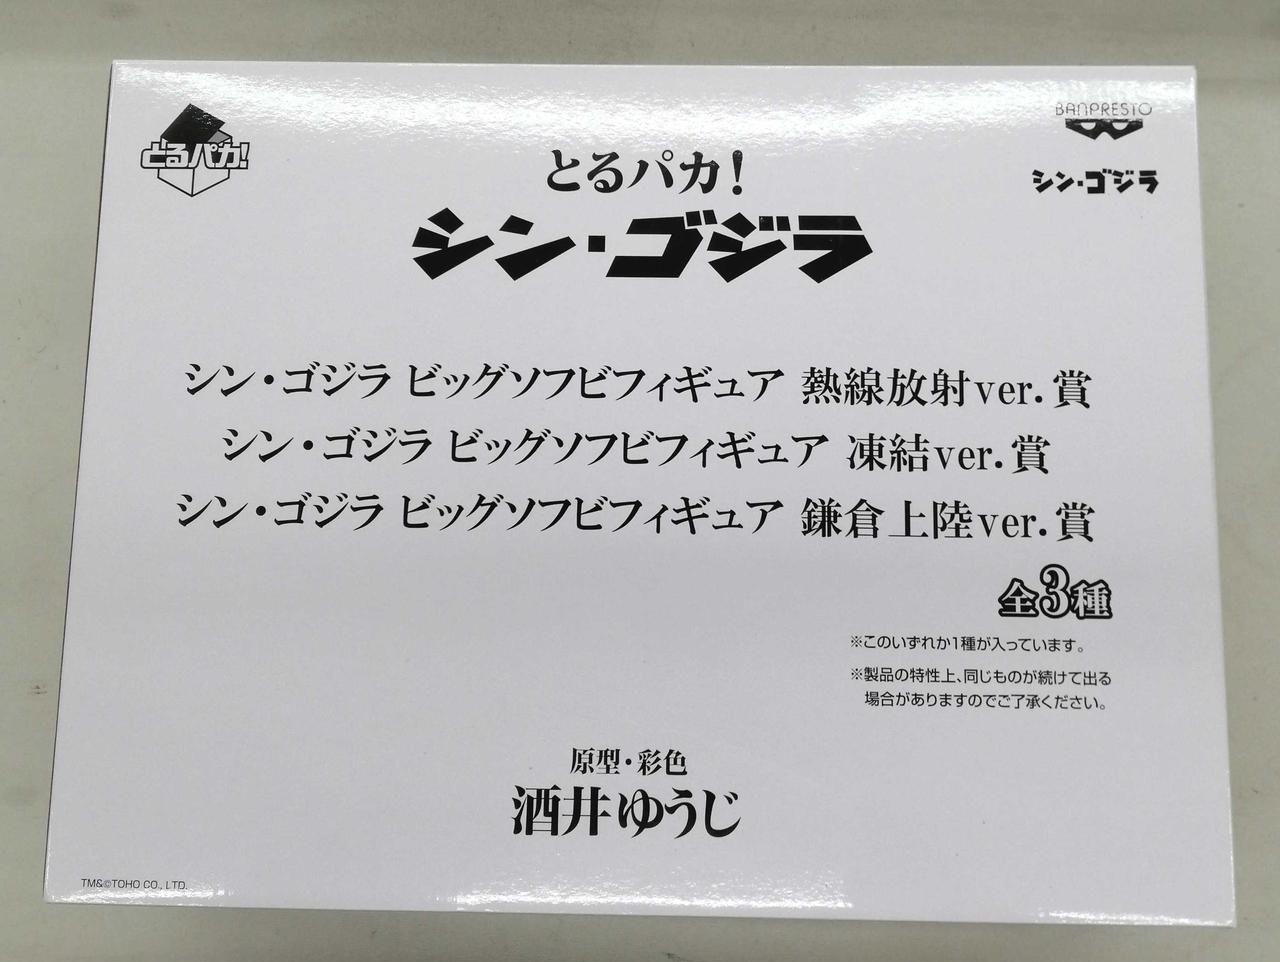 とるパカ!
BANPRESTO
シン・ゴジラ
とるパカ!
シン・ゴジラ
シン・ゴジラ ビッグソフビフィギュア 熱線放射ver.賞
シン・ゴジラ ビッグソフビフィギュア 凍結ver.賞
シン・ゴジラ ビッグソフビフィギュア 鎌倉上陸ver.賞
全3種
※このいずれか1種が入っています。
※製品の特性上、同じものが続けて出る
場合がありますのでご了承ください。
原型・彩色
酒井ゆうじ
TM&©TOHO CO., LTD.